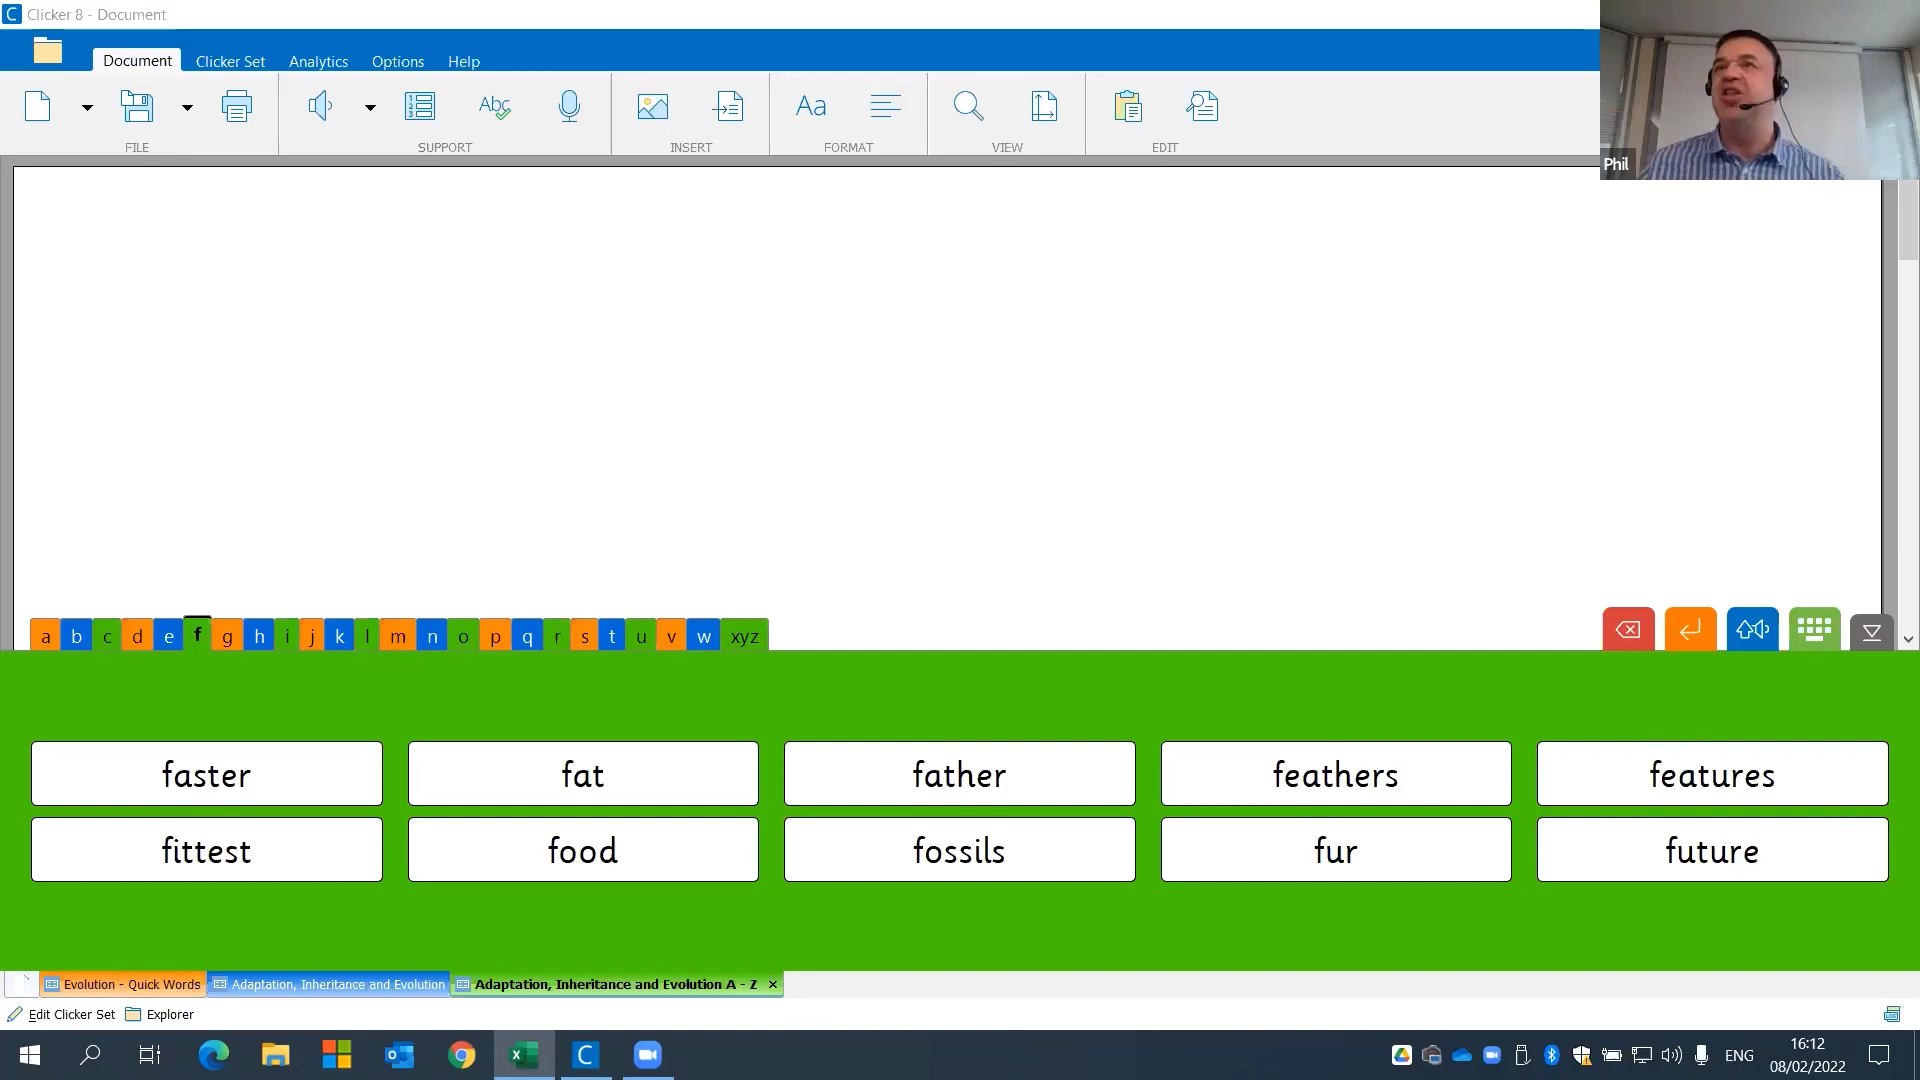 Clicker 8 - Document
Document Clicker Set Analytics Options Help
Abc Aa
FILE SUPPORT INSERT FORMAT VIEW EDIT
Phil
a b c d e f g h i j k l m n o p q r s t u v w xyz
faster fat father feathers features
fittest food fossils fur future
Evolution - Quick Words Adaptation, Inheritance and Evolution Adaptation, Inheritance and Evolution A - Z
Edit Clicker Set Explorer
ENG 16:12
08/02/2022